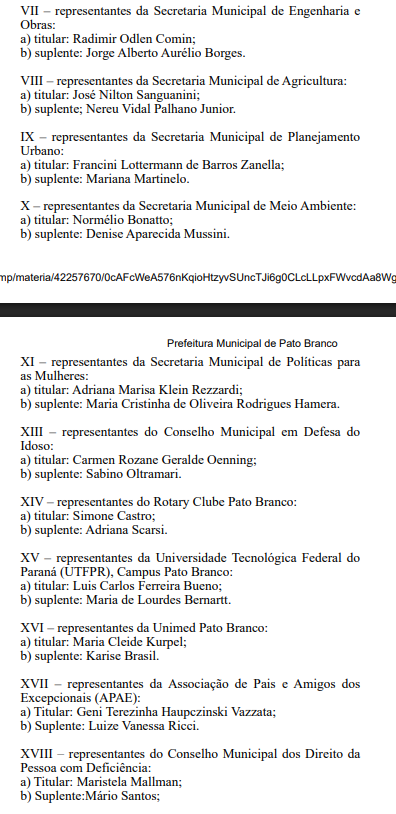 VII – representantes da Secretaria Municipal de Engenharia e
Obras:
a) titular: Radimir Odlen Comin;
b) suplente: Jorge Alberto Aurélio Borges.
VIII – representantes da Secretaria Municipal de Agricultura:
a) titular: José Nilton Sanguanini;
b) suplente; Nereu Vidal Palhano Junior.
IX – representantes da Secretaria Municipal de Planejamento
Urbano:
a) titular: Francini Lottermann de Barros Zanella;
b) suplente: Mariana Martinelo.
X – representantes da Secretaria Municipal de Meio Ambiente:
a) titular: Normélio Bonatto;
b) suplente: Denise Aparecida Mussini.
mp/materia/42257670/0cAFcWeA576nKqioHtzyvSUncTJi6g0CLcLLpxFWvcdAa8Wg
Prefeitura Municipal de Pato Branco
XI – representantes da Secretaria Municipal de Políticas para
as Mulheres:
a) titular: Adriana Marisa Klein Rezzardi;
b) suplente: Maria Cristinha de Oliveira Rodrigues Hamera.
XIII – representantes do Conselho Municipal em Defesa do
Idoso:
a) titular: Carmen Rozane Geralde Oenning;
b) suplente: Sabino Oltramari.
XIV – representantes do Rotary Clube Pato Branco:
a) titular: Simone Castro;
b) suplente: Adriana Scarsi.
XV – representantes da Universidade Tecnológica Federal do
Paraná (UTFPR), Campus Pato Branco:
a) titular: Luis Carlos Ferreira Bueno;
b) suplente: Maria de Lourdes Bernartt.
XVI – representantes da Unimed Pato Branco:
a) titular: Maria Cleide Kurpel;
b) suplente: Karise Brasil.
XVII – representantes da Associação de Pais e Amigos dos
Excepcionais (APAE):
a) Titular: Geni Terezinha Haupczinski Vazzata;
b) Suplente: Luize Vanessa Ricci.
XVIII – representantes do Conselho Municipal dos Direito da
Pessoa com Deficiência:
a) Titular: Maristela Mallman;
b) Suplente:Mário Santos;